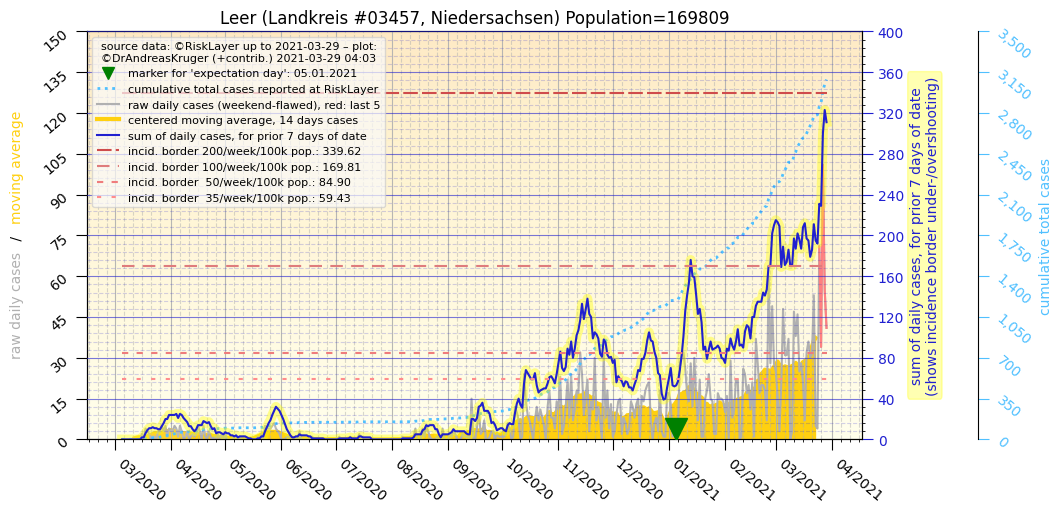 Leer (Landkreis #03457, Niedersachsen) Population=169809
source data: ©RiskLayer up to 2021-03-29 – plot:
©DrAndreasKruger (+contrib.) 2021-03-29 04:03
marker for 'expectation day': 05.01.2021
cumulative total cases reported at RiskLayer
raw daily cases (weekend-flawed), red: last 5
centered moving average, 14 days cases
sum of daily cases, for prior 7 days of date
incid. border 200/week/100k pop.: 339.62
incid. border 100/week/100k pop.: 169.81
incid. border  50/week/100k pop.: 84.90
incid. border  35/week/100k pop.: 59.43
raw daily cases / moving average
150
135
120
105
90
75
60
45
30
15
0
03/2020
04/2020
05/2020
06/2020
07/2020
08/2020
09/2020
10/2020
11/2020
12/2020
01/2021
02/2021
03/2021
04/2021
400
360
320
280
240
200
160
120
80
40
0
sum of daily cases, for prior 7 days of date
(shows incidence border under-/overshooting)
3,500
3,150
2,800
2,450
2,100
1,750
1,400
1,050
700
350
0
cumulative total cases